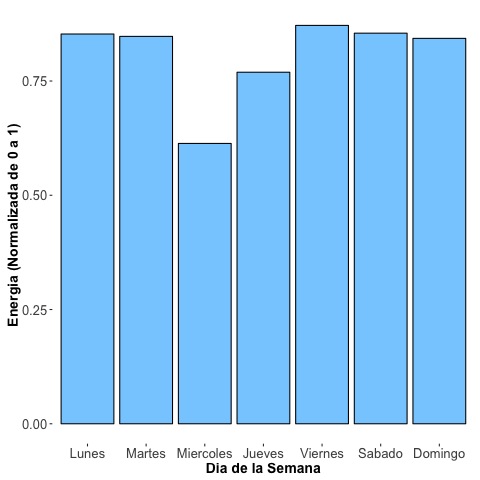 Energia (Normalizada de 0 a 1)
0.75
0.50
0.25
0.00
Lunes Martes Miercoles Jueves Viernes Sabado Domingo
Dia de la Semana